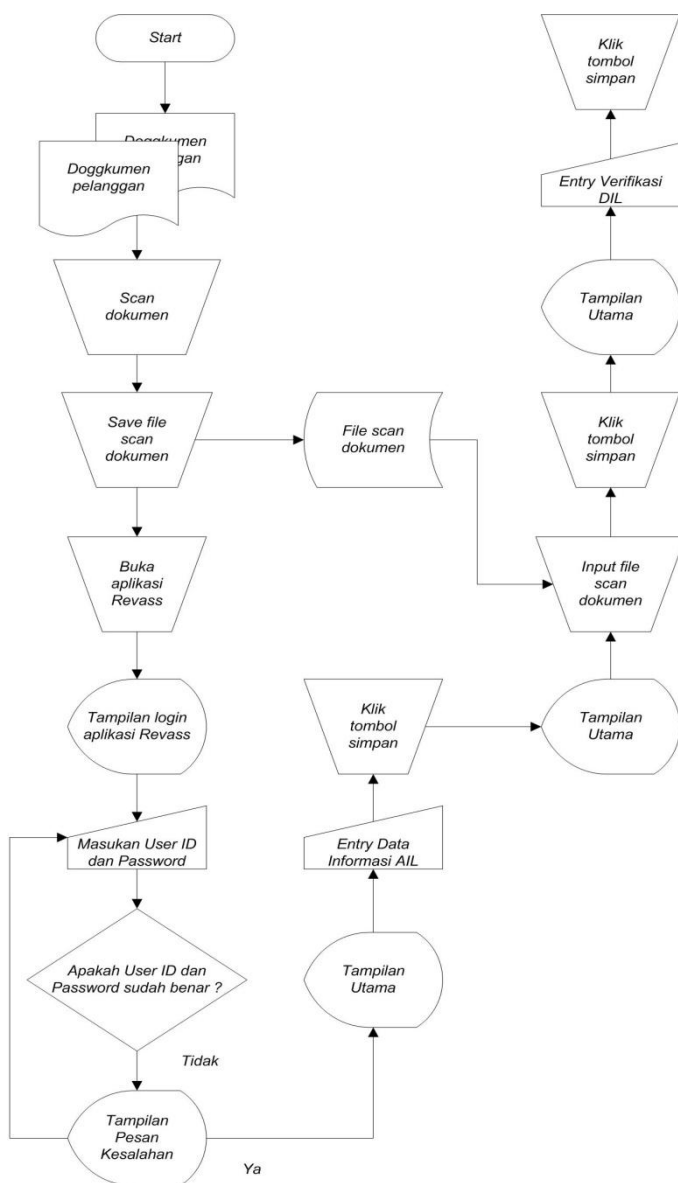 Start
Doggkumen
pelanggan
Scan
dokumen
Save file
scan
dokumen
File scan
dokumen
Buka
aplikasi
Revass
Tampilan login
aplikasi Revass
Masukan User ID
dan Password
Apakah User ID dan
Password sudah benar ?
Tidak
Tampilan
Pesan
Kesalahan
Ya
Tampilan
Utama
Entry Data
Informasi AIL
Klik
tombol
simpan
Tampilan
Utama
Input file
scan
dokumen
Klik
tombol
simpan
Tampilan
Utama
Entry Verifikasi
DIL
Klik
tombol
simpan